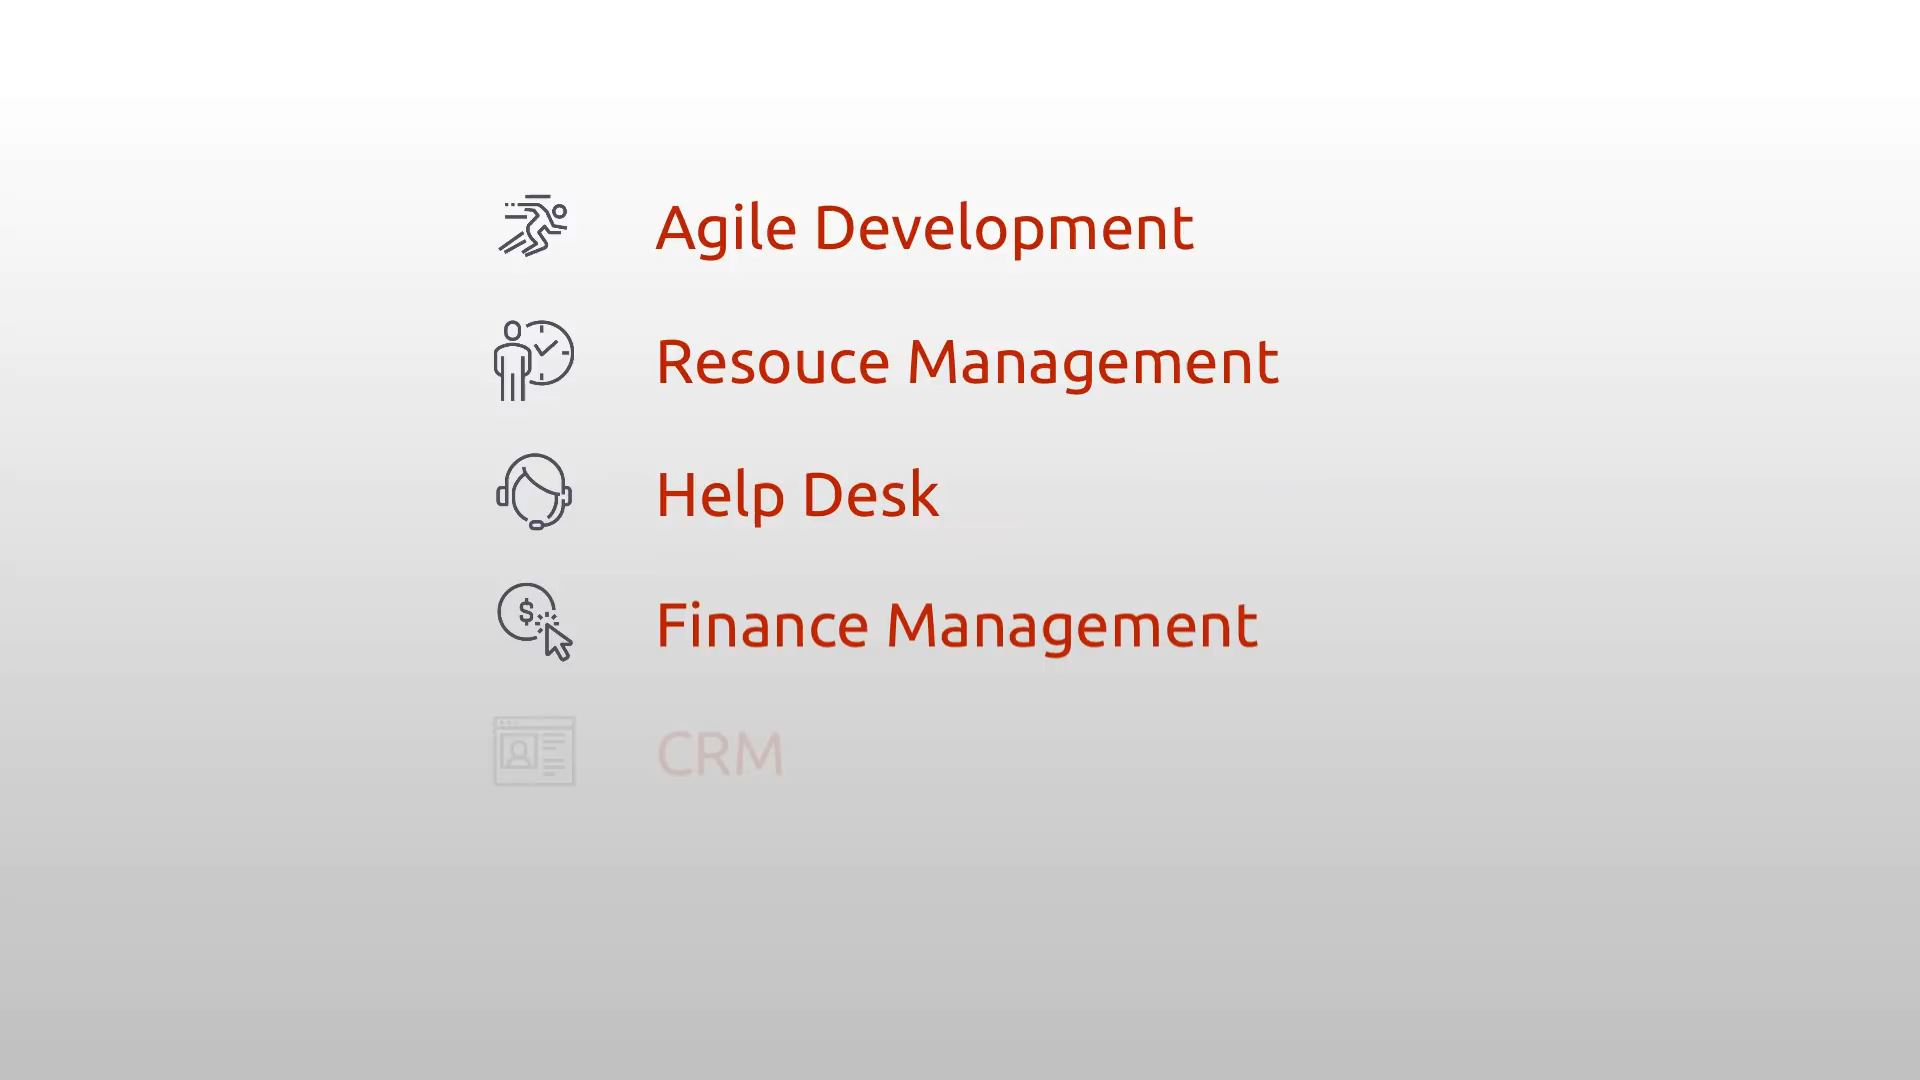 Agile Development
Resouce Management
Help Desk
$
Finance Management
CRM